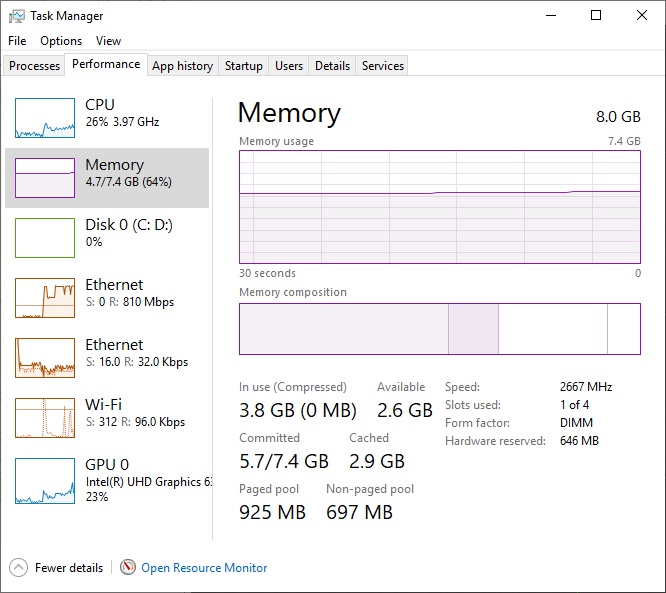 Task Manager
File Options View
Processes Performance App history Startup Users Details Services
CPU
26% 3.97 GHz
Memory
4.7/7.4 GB (64%)
Disk 0 (C: D:)
0%
Ethernet
S: 0 R: 810 Mbps
Ethernet
S: 16.0 R: 32.0 Kbps
Wi-Fi
S: 312 R: 96.0 Kbps
GPU 0
Intel(R) UHD Graphics 63
23%
Memory 8.0 GB
Memory usage 7.4 GB
30 seconds 0
Memory composition
In use (Compressed) Available
3.8 GB (0 MB) 2.6 GB
Committed Cached
5.7/7.4 GB 2.9 GB
Paged pool Non-paged pool
925 MB 697 MB
Speed: 2667 MHz
Slots used: 1 of 4
Form factor: DIMM
Hardware reserved: 646 MB
Fewer details Open Resource Monitor